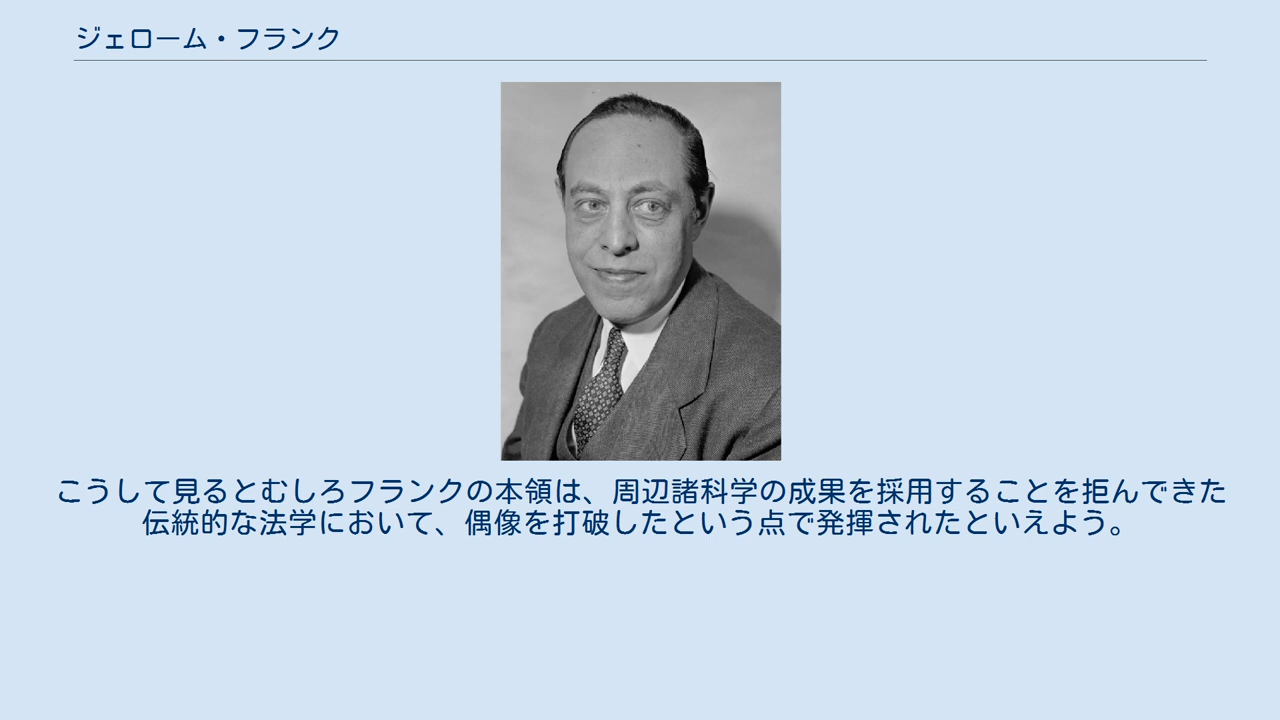 ジェローム・フランク
こうして見るとむしろフランクの本領は、周辺諸科学の成果を採用することを拒んできた
伝統的な法学において、偶像を打破したという点で発揮されたといえよう。